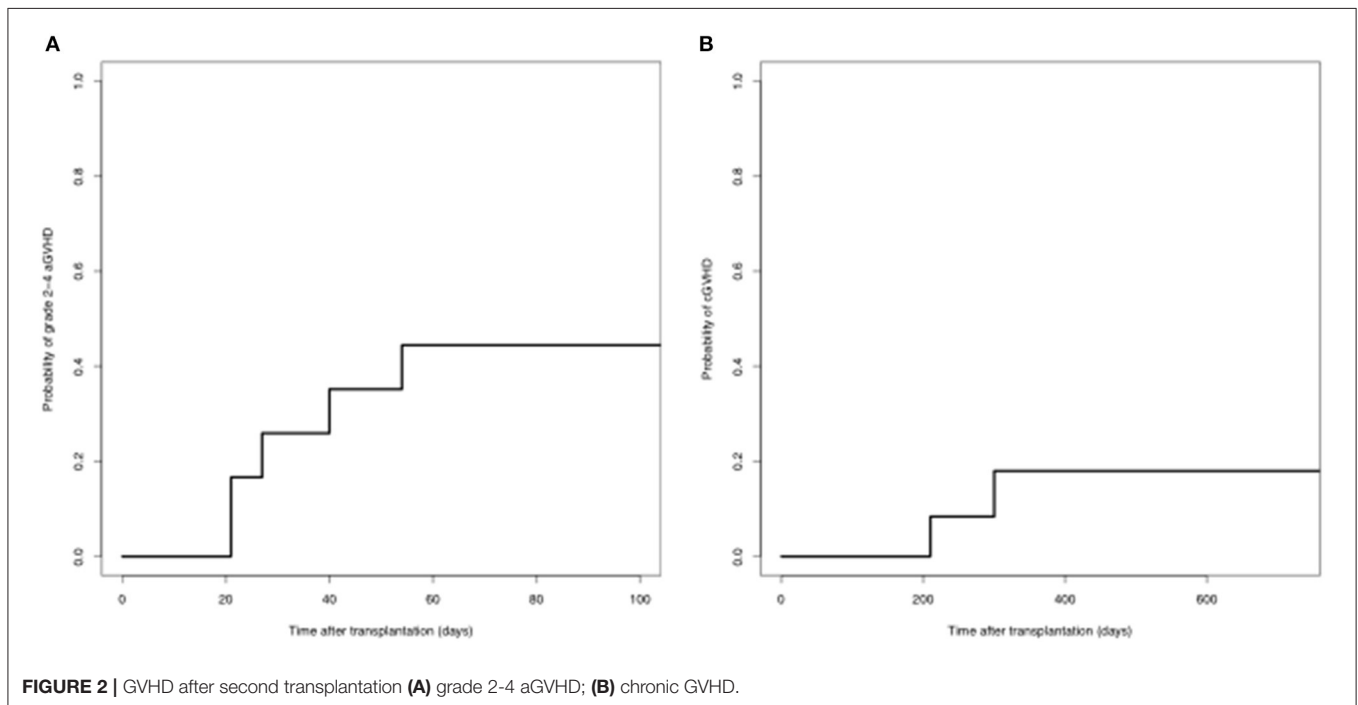 A
B
1.0
0.8
0.6
0.4
0.2
0.0
Probability of grade 2-4 aGVHD
0 20 40 60 80 100
Time after transplantation (days)
1.0
0.8
0.6
0.4
0.2
0.0
Probability of cGVHD
0 200 400 600
Time after transplantation (days)
FIGURE 2 | GVHD after second transplantation (A) grade 2-4 aGVHD; (B) chronic GVHD.